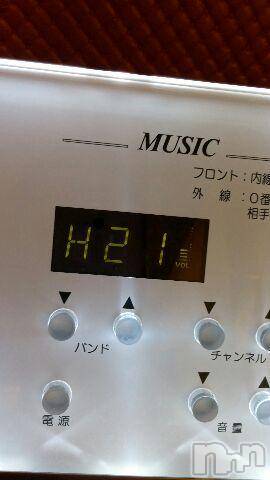 MUSIC
フロント:内線
外 線 :0番
相手
H21
VOL
▼ ▲ ▼ ▲
バンド
チャンネル
▼ ▲
電源
音量